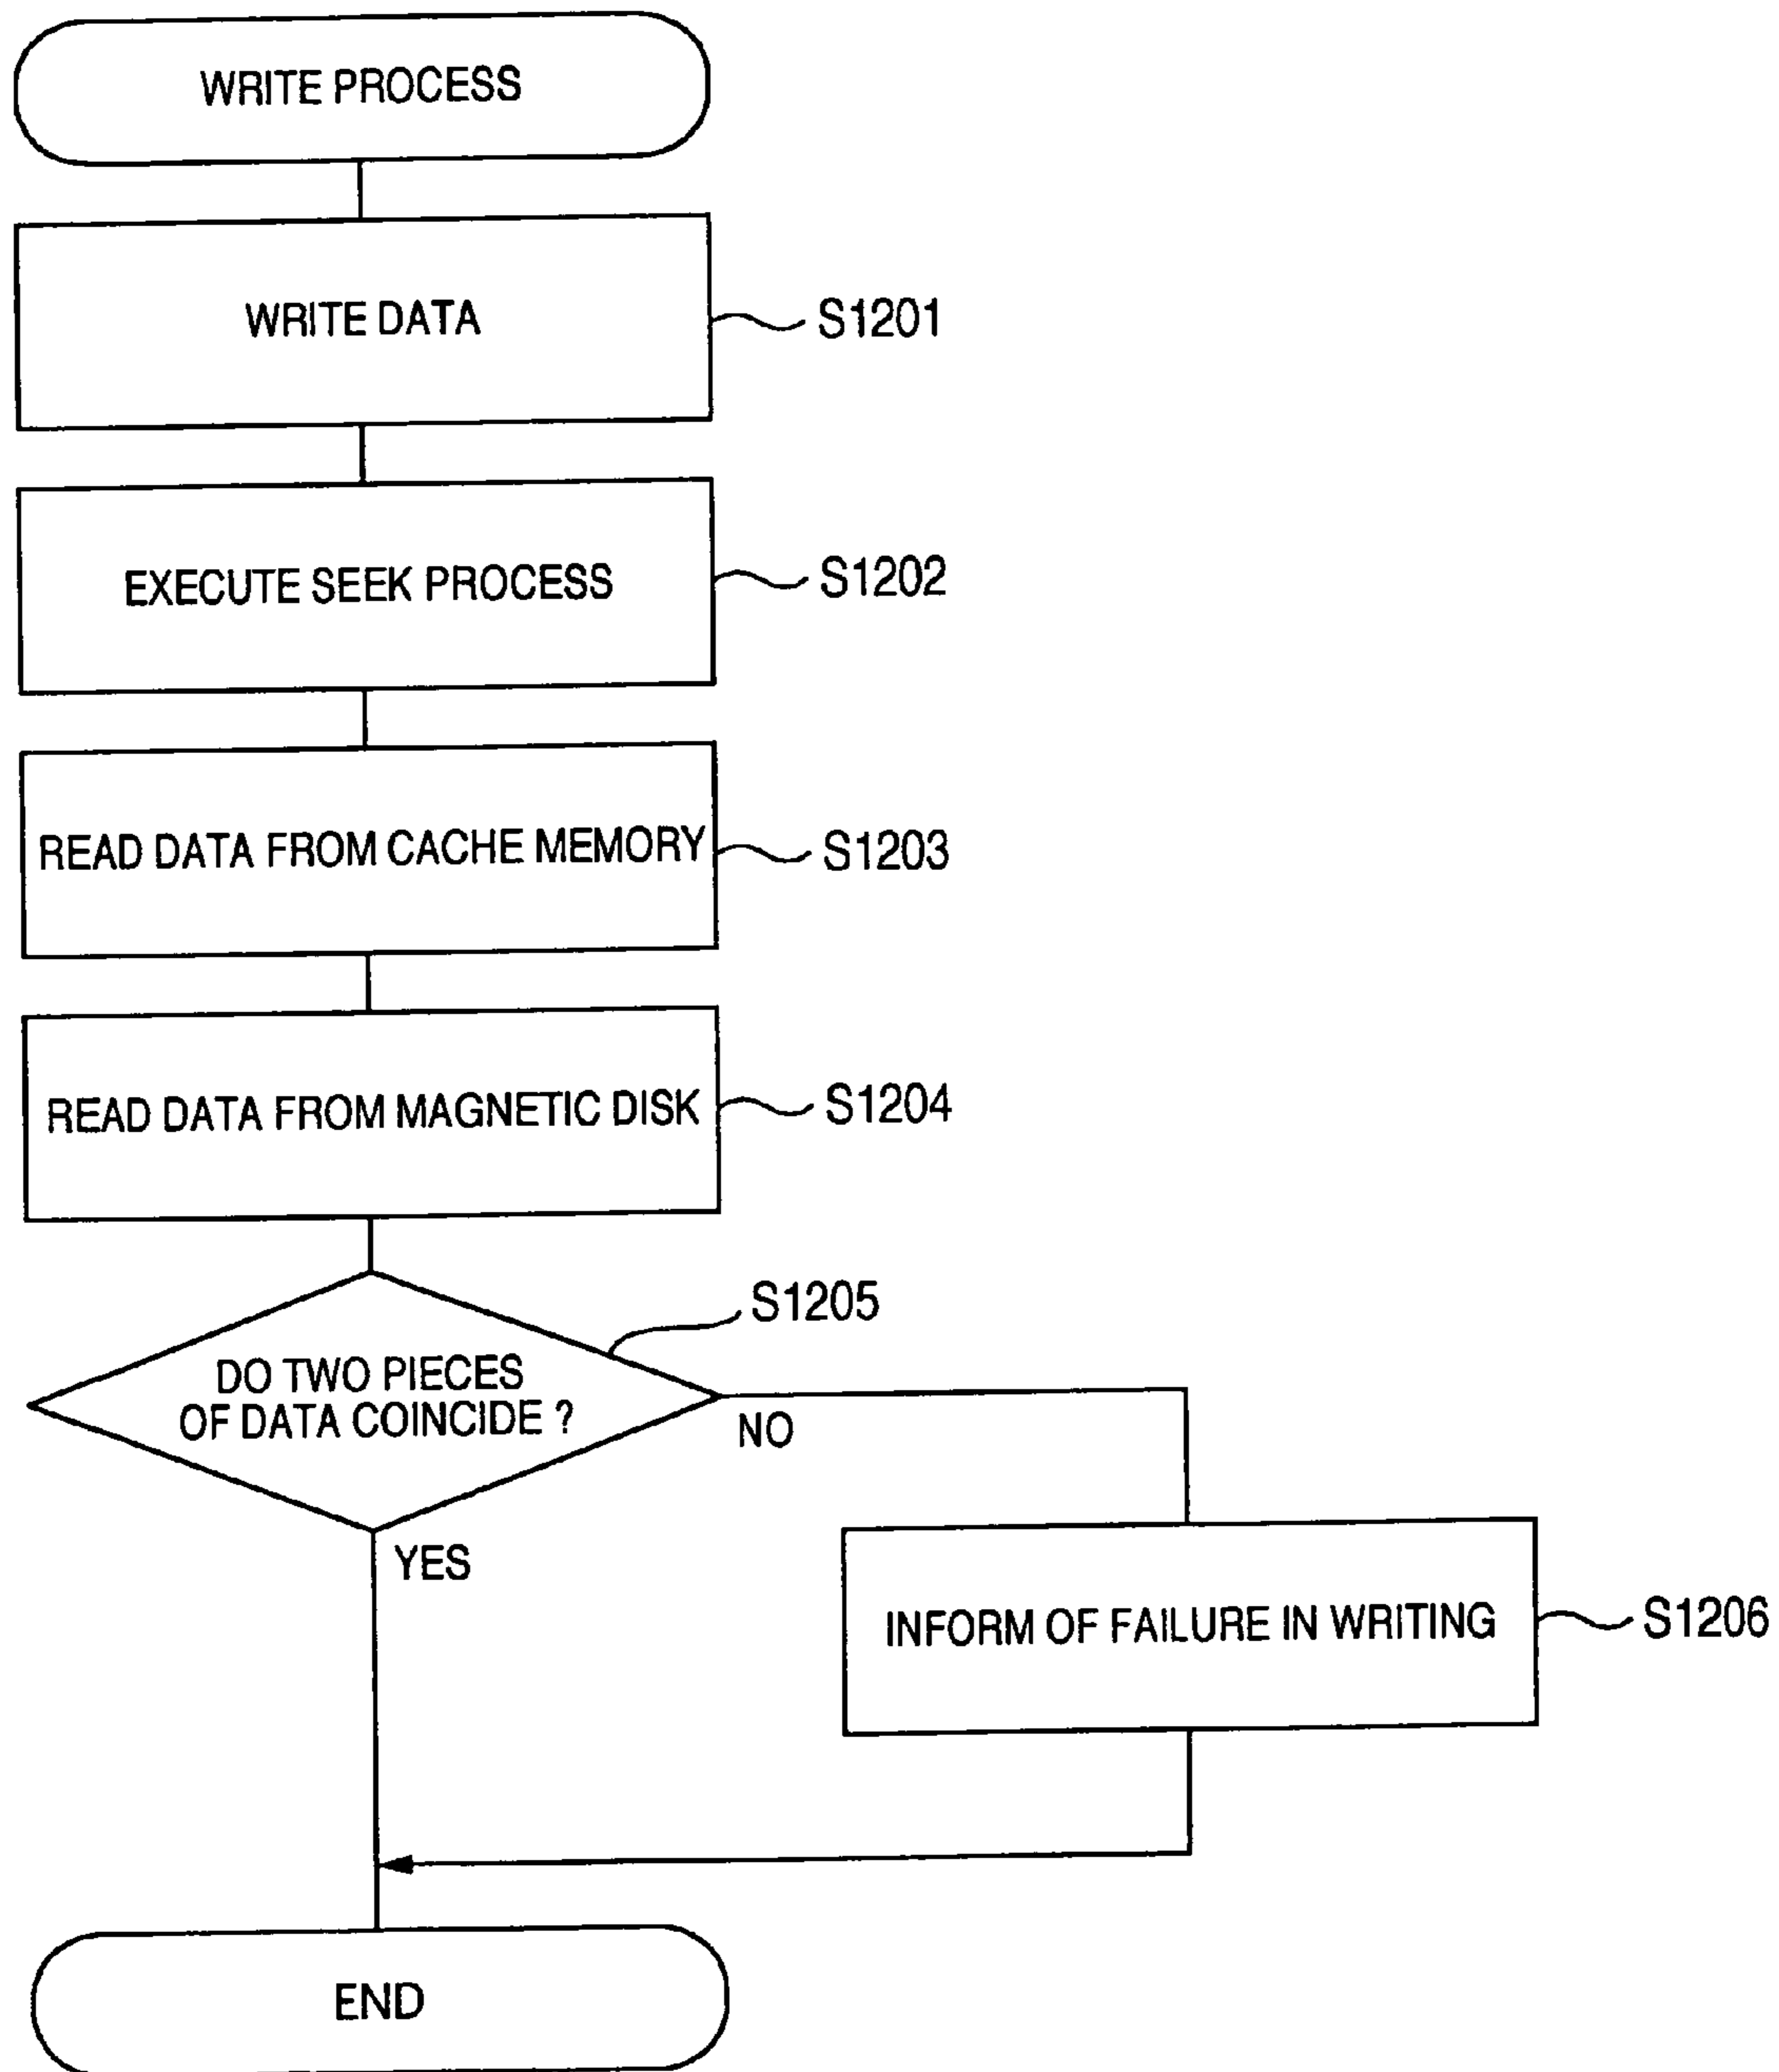 WRITE PROCESS
WRITE DATA
S1201
EXECUTE SEEK PROCESS
S1202
READ DATA FROM CACHE MEMORY
S1203
READ DATA FROM MAGNETIC DISK
S1204
S1205
DO TWO PIECES
OF DATA COINCIDE ?
NO
YES
INFORM OF FAILURE IN WRITING
S1206
END